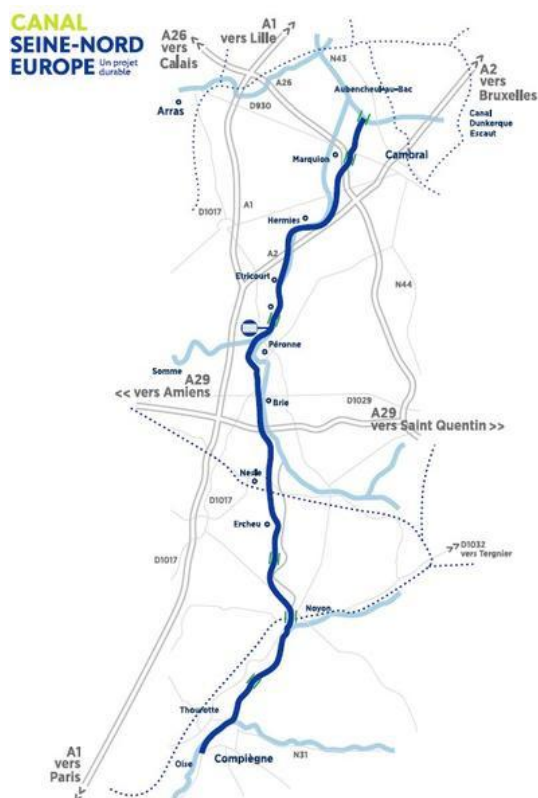 CANAL
SEINE-NORD
EUROPE Un projet
durable
A26
vers
Calais
A1
vers Lille
N43
A26
Aubencheul-au-Bac
A2
vers
Bruxelles
Arras
D930
Canal
Dunkerque
Escaut
Marquion
Cambrai
D1017
A1
Hermies
A2
Etricourt
N44
Péronne
Somme
A29
<< vers Amiens
Brie
D1029
A29
vers Saint Quentin >>
Nesle
D1017
Ercheu
D1017
D1032
vers Tergnier
Noyon
Thourotte
Oise
Compiègne
N31
A1
vers
Paris